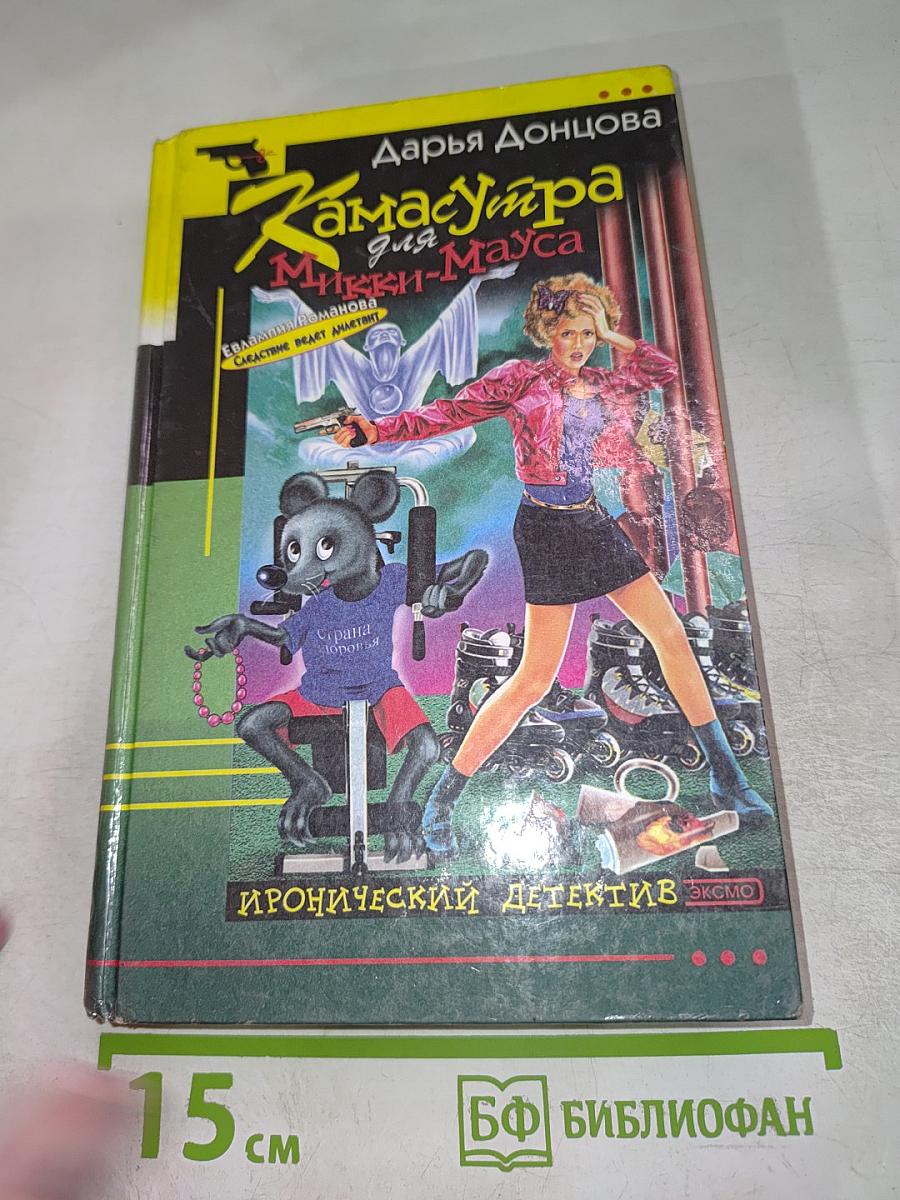 Дарья Донцова
Камасутра
для
Микки-Мауса
Евлампия Романова
Следствие ведет дилетант
Страна
здоровья
ИРОНИЧЕСКИЙ ДЕТЕКТИВ
ЭКСМО
15 см
БФ БИБЛИОФАН